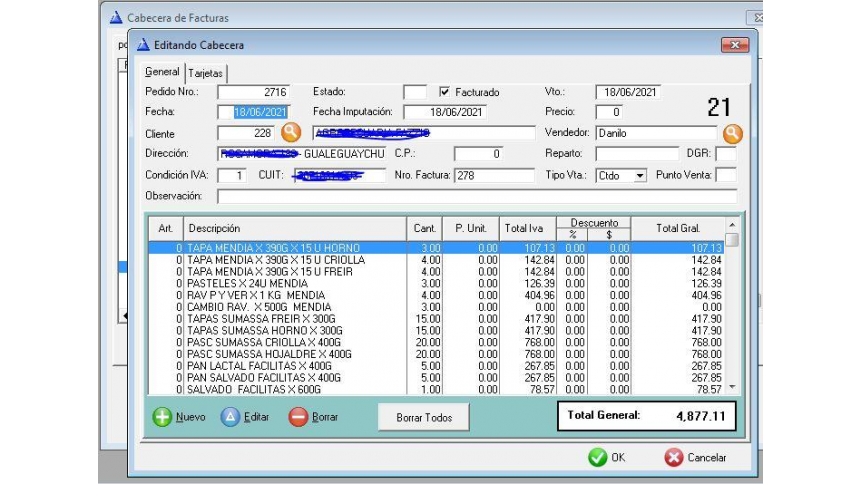 Cabecera de Facturas
Editando Cabecera
General Tarjetas
Pedido Nro.: 2716 Estado: Facturado Vto.: 18/06/2021
Fecha: 18/06/2021 Fecha Imputación: 18/06/2021 Precio: 0 21
Cliente 228 Vendedor: Danilo
Dirección: - GUALEGUAYCHU C.P.: 0 Reparto: DGR:
Condición IVA: 1 CUIT: Nro. Factura: 278 Tipo Vta.: Ctdo Punto Venta:
Observación:
Art. Descripción Cant. P. Unit. Total Iva Descuento % $ Total Gral.
0 TAPA MENDIA X 390G X 15 U HORNO 3.00 0.00 107.13 0.00 0.00 107.13
0 TAPA MENDIA X 390G X 15 U CRIOLLA 4.00 0.00 142.84 0.00 0.00 142.84
0 TAPA MENDIA X 390G X 15 U FREIR 4.00 0.00 142.84 0.00 0.00 142.84
0 PASTELES X 24U MENDIA 3.00 0.00 126.39 0.00 0.00 126.39
0 RAV P Y VER X 1 KG MENDIA 4.00 0.00 404.96 0.00 0.00 404.96
0 CAMBIO RAV. X 500G MENDIA 3.00 0.00 0.00 0.00 0.00 0.00
0 TAPAS SUMASSA FREIR X 300G 15.00 0.00 417.90 0.00 0.00 417.90
0 TAPAS SUMASSA HORNO X 300G 15.00 0.00 417.90 0.00 0.00 417.90
0 PASC SUMASSA CRIOLLA X 400G 20.00 0.00 768.00 0.00 0.00 768.00
0 PASC SUMASSA HOJALDRE X 400G 20.00 0.00 768.00 0.00 0.00 768.00
0 PAN LACTAL FACILITAS X 400G 5.00 0.00 267.85 0.00 0.00 267.85
0 PAN SALVADO FACILITAS X 400G 5.00 0.00 267.85 0.00 0.00 267.85
0 SALVADO FACILITAS X 600G 1.00 0.00 78.57 0.00 0.00 78.57
Nuevo Editar Borrar Borrar Todos Total General: 4,877.11
OK Cancelar